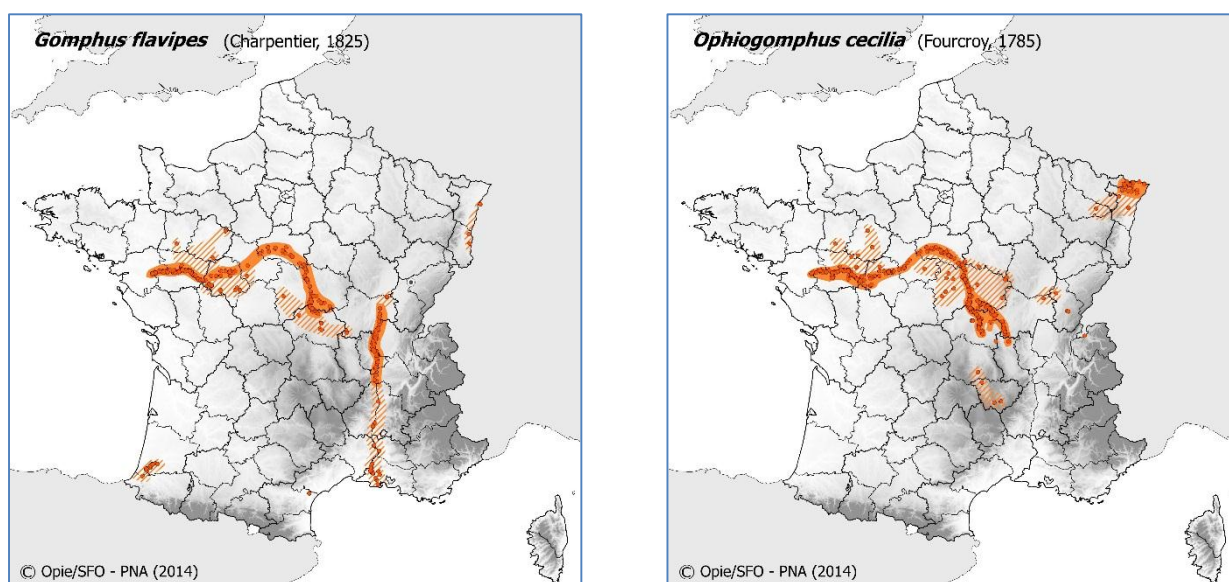 Gomphus flavipes (Charpentier, 1825)
© Opie/SFO - PNA (2014)
Ophiogomphus cecilia (Fourcroy, 1785)
© Opie/SFO - PNA (2014)